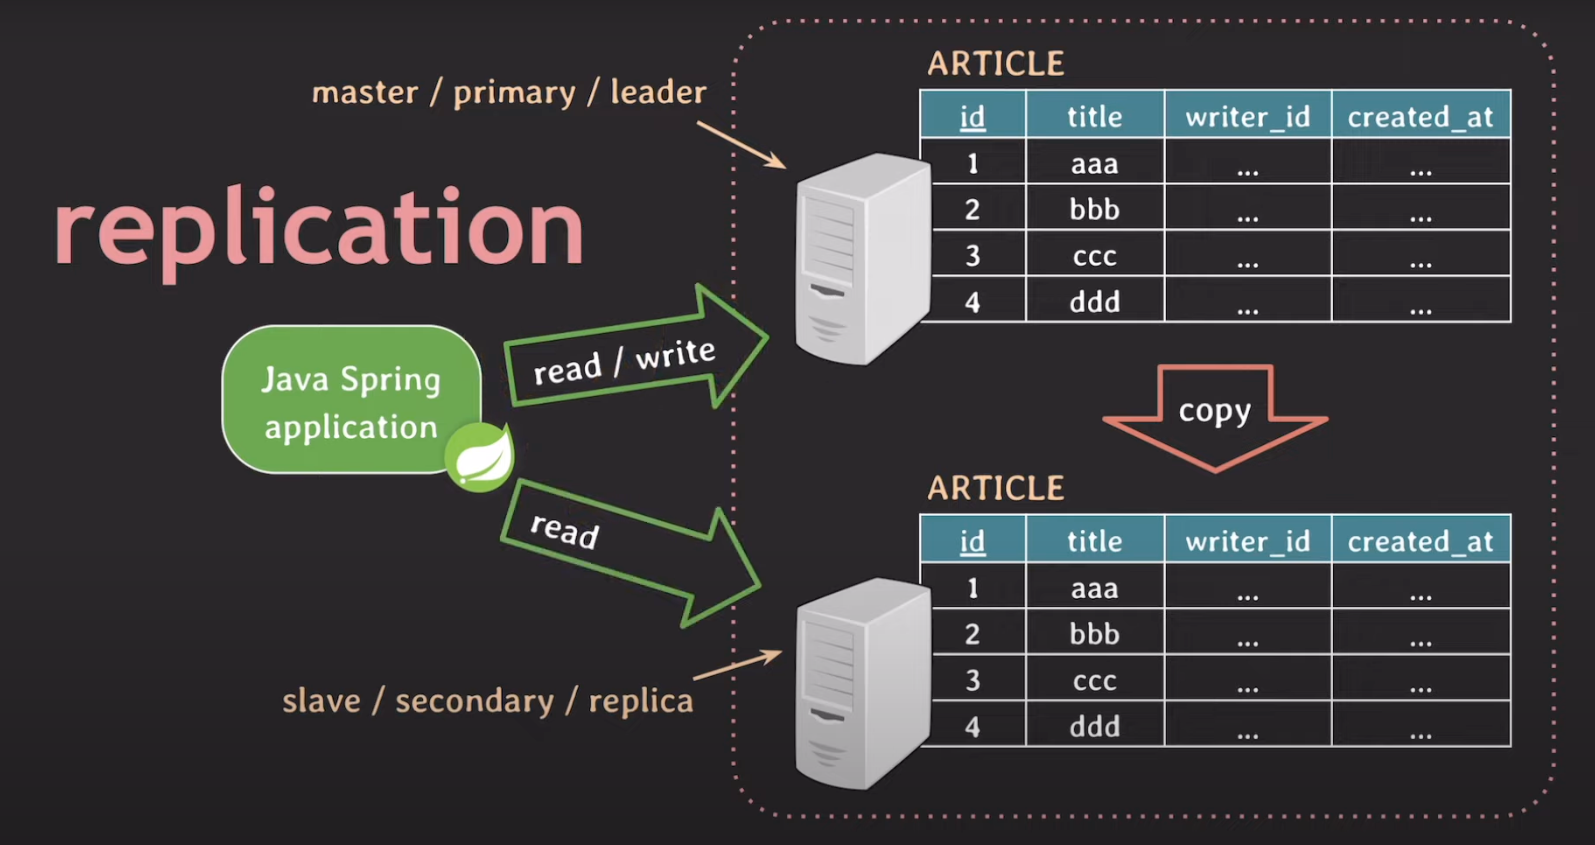 master / primary / leader
replication
Java Spring
application
read / write
read
slave / secondary / replica
ARTICLE
id title writer_id created_at
1 aaa ... ...
2 bbb ... ...
3 ccc ... ...
4 ddd ... ...
copy
ARTICLE
id title writer_id created_at
1 aaa ... ...
2 bbb ... ...
3 ccc ... ...
4 ddd ... ...